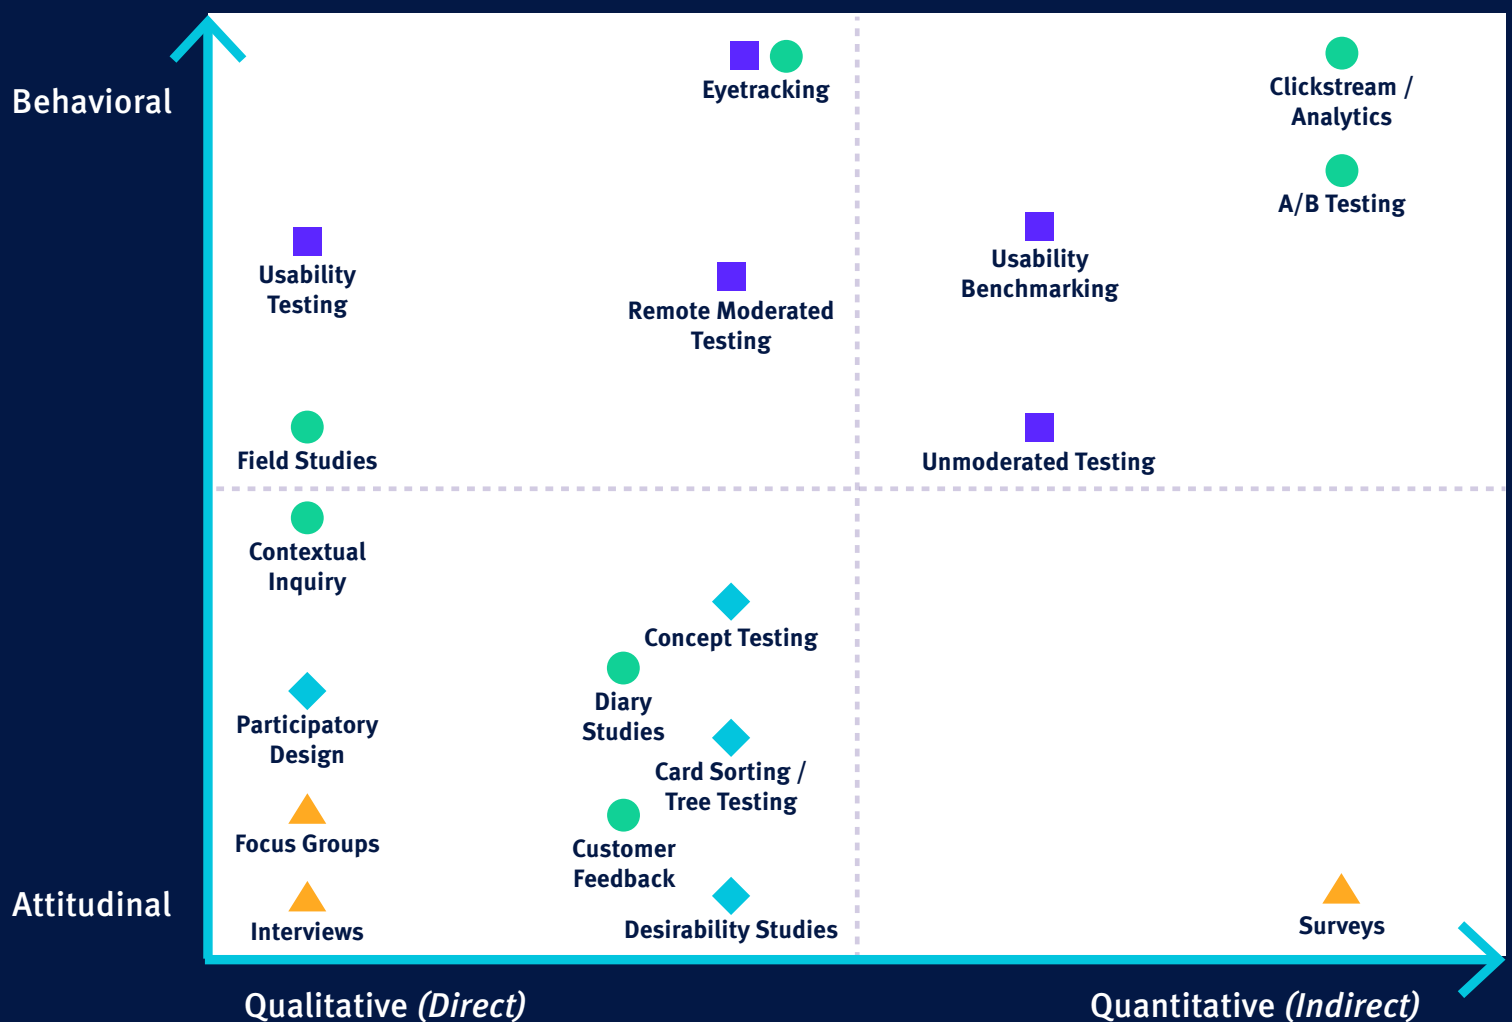 Behavioral
Eyetracking
Clickstream /
Analytics
A/B Testing
Usability
Testing
Remote Moderated
Testing
Usability
Benchmarking
Field Studies
Unmoderated Testing
Contextual
Inquiry
Concept Testing
Diary
Studies
Participatory
Design
Card Sorting /
Tree Testing
Focus Groups
Customer
Feedback
Attitudinal
Interviews
Desirability Studies
Surveys
Qualitative (Direct)
Quantitative (Indirect)